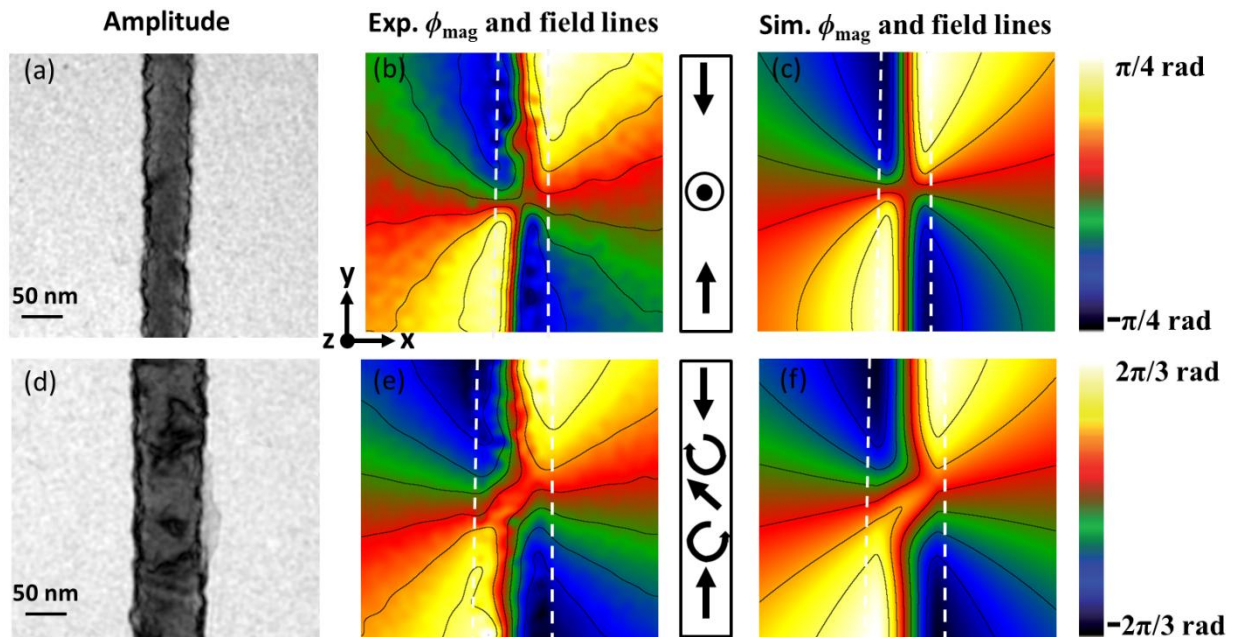 Amplitude
Exp. ϕmag and field lines
Sim. ϕmag and field lines
(a)
(b)
(c)
π/4 rad
-π/4 rad
50 nm
y
z
x
(d)
(e)
(f)
2π/3 rad
-2π/3 rad
50 nm